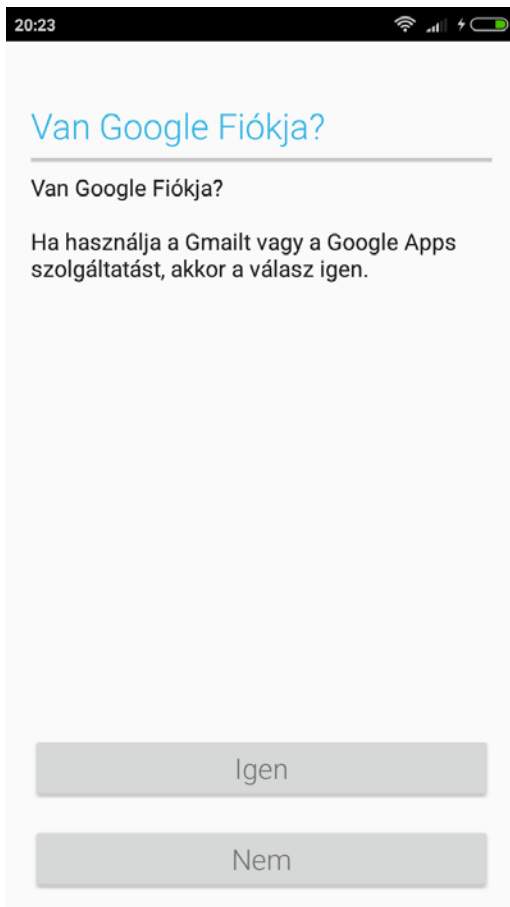 20:23
Van Google Fiókja?
Van Google Fiókja?
Ha használja a Gmailt vagy a Google Apps
szolgáltatást, akkor a válasz igen.
Igen
Nem